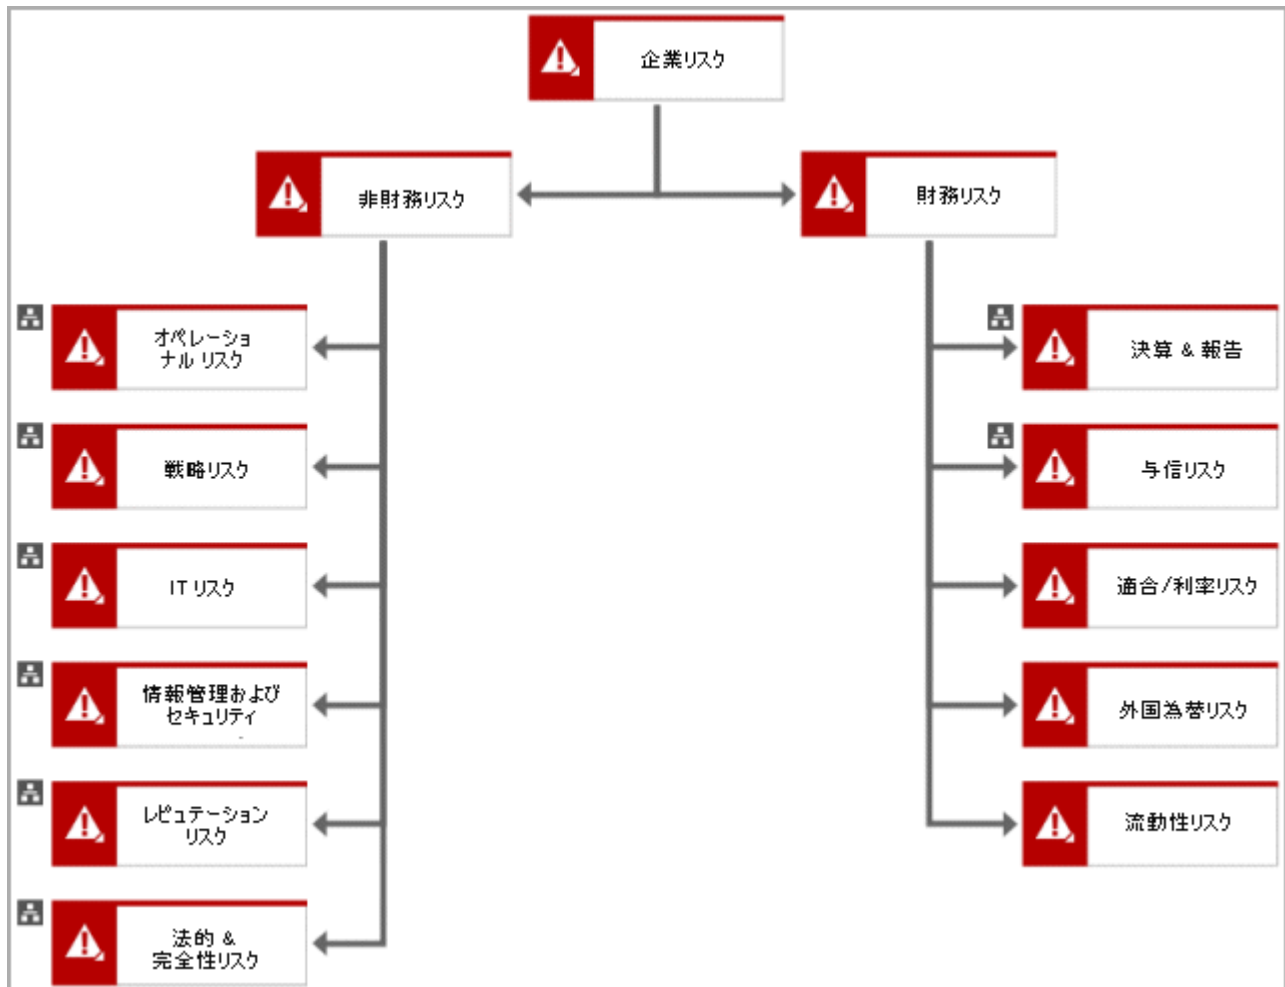 企業リスク
非財務リスク
財務リスク
オペレーショ
ナル リスク
戦略リスク
IT リスク
情報管理および
セキュリティ
レピュテーション
リスク
法的 &
完全性リスク
決算 & 報告
与信リスク
適合/利率リスク
外国為替リスク
流動性リスク